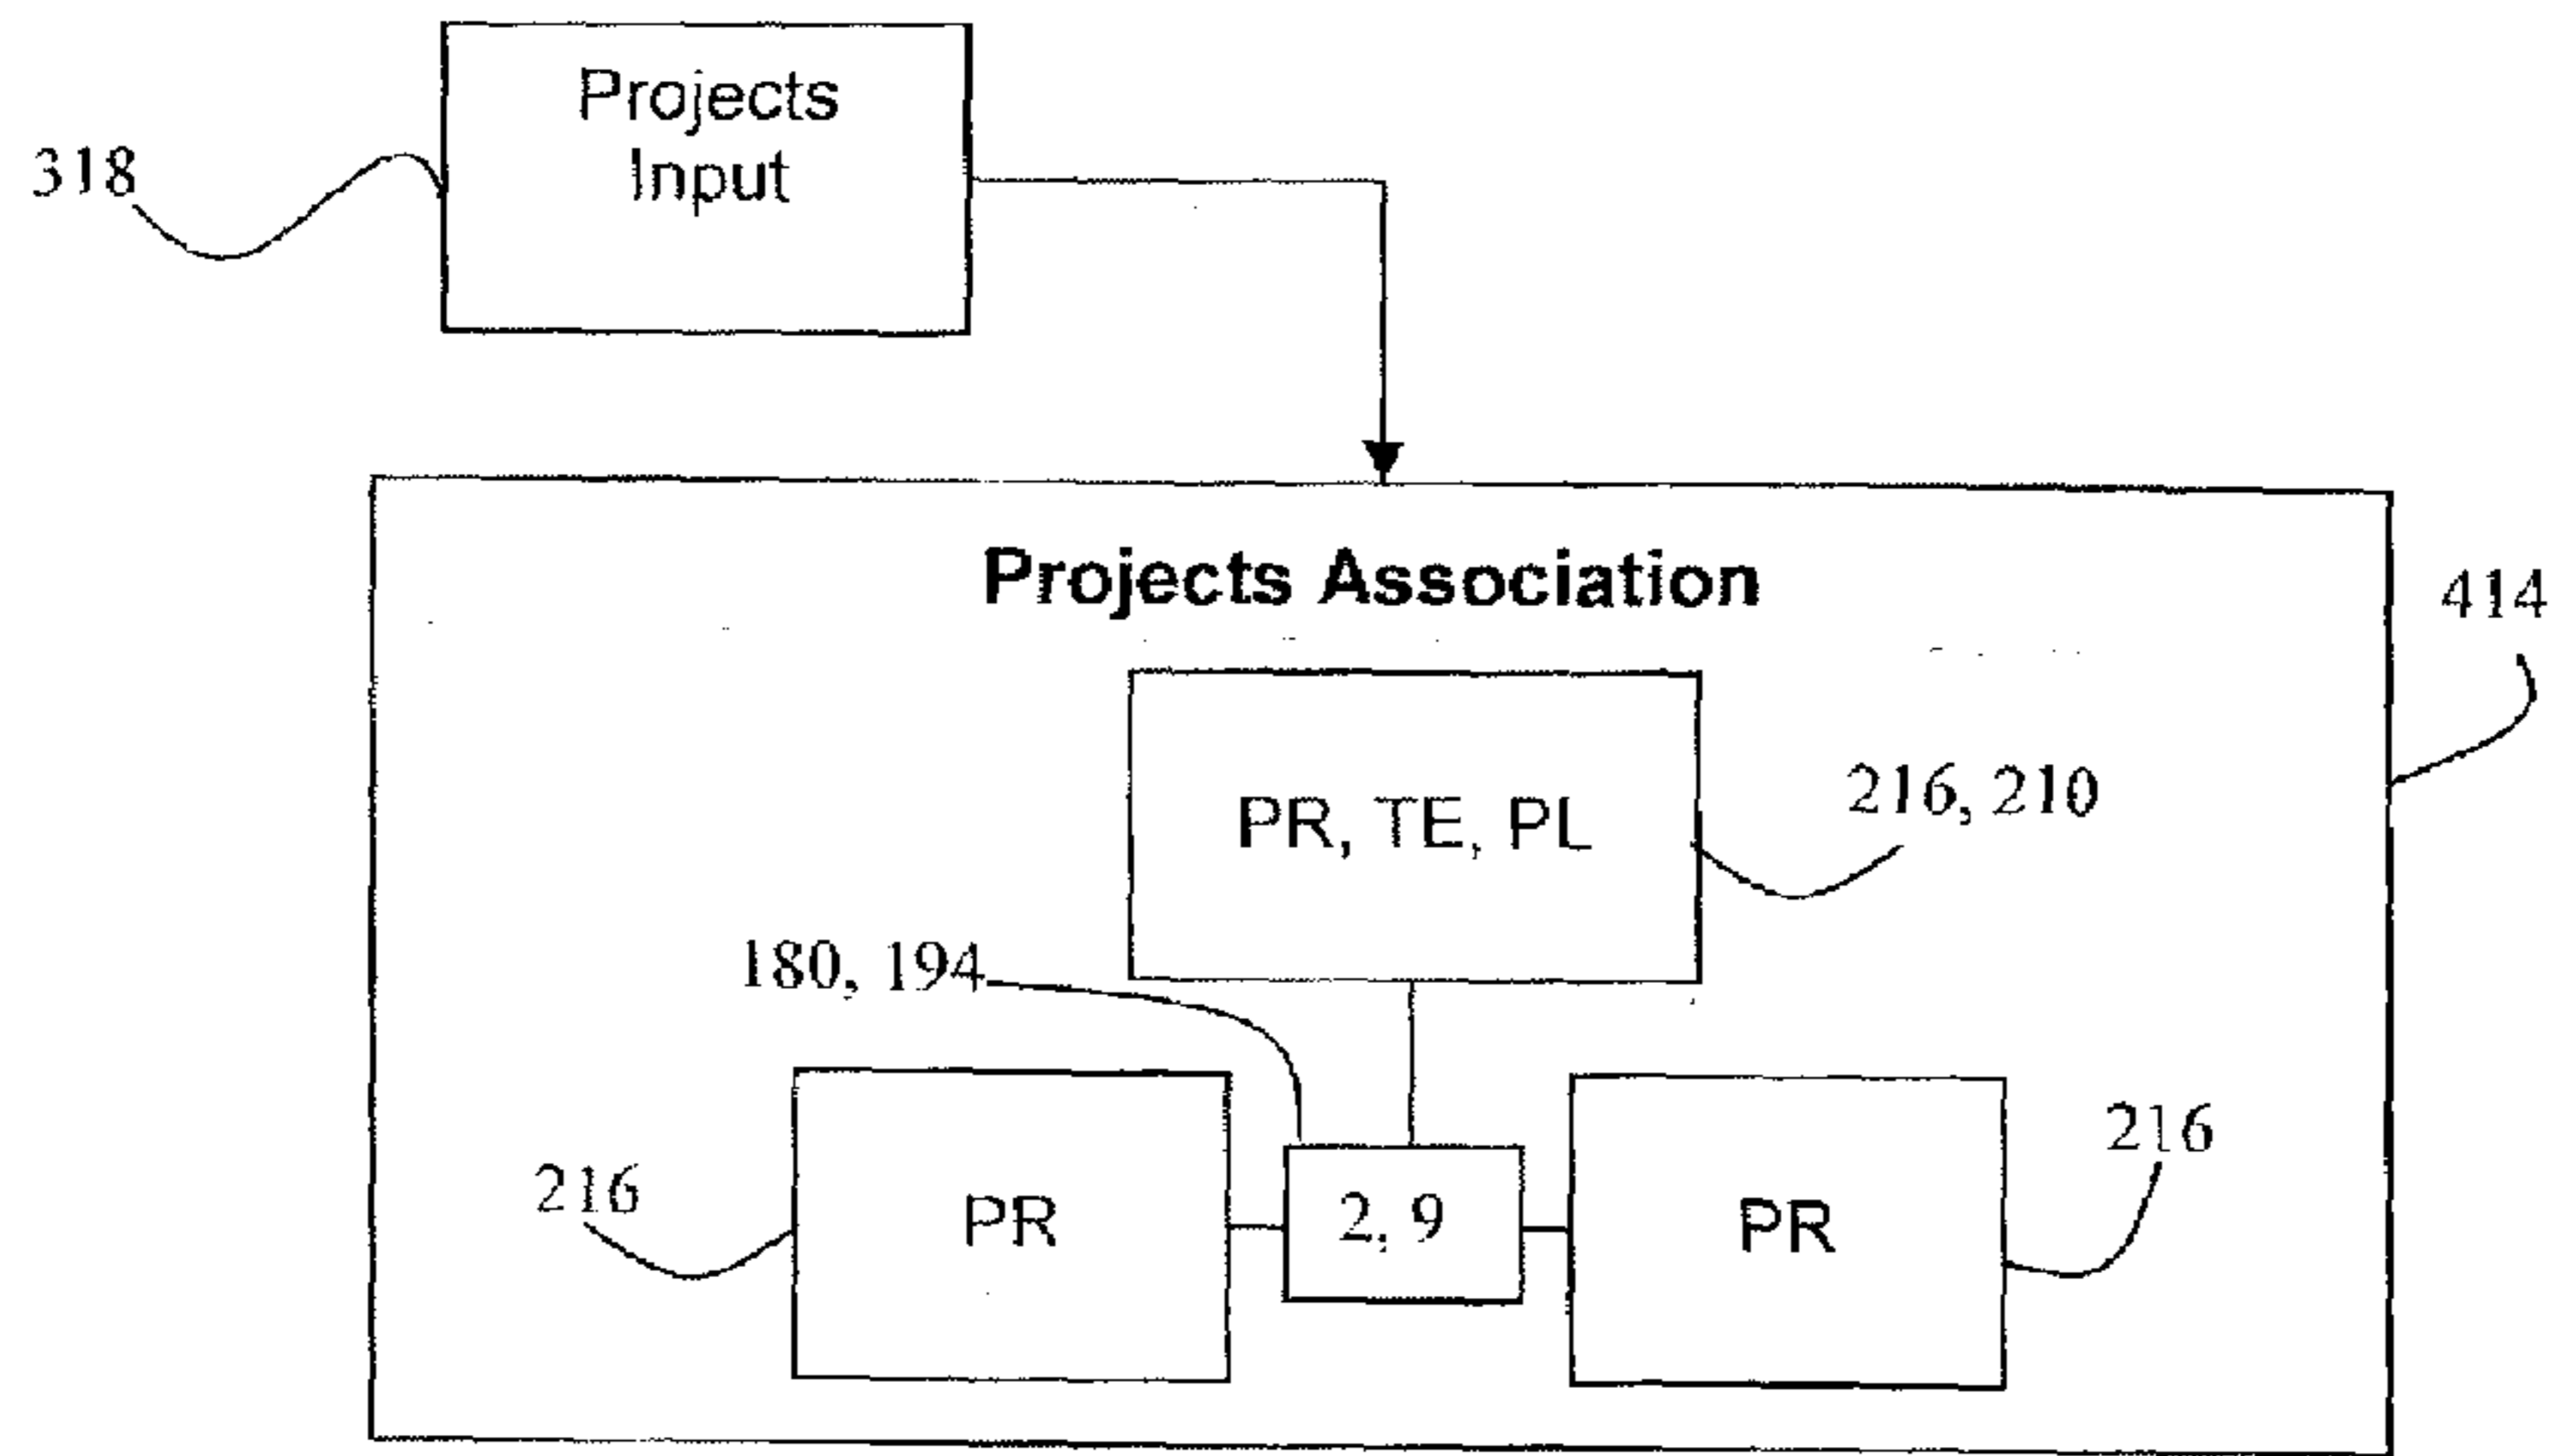 Projects
Input
318
Projects Association
414
PR, TE, PL
216, 210
180, 194
216
PR
2, 9
PR
216